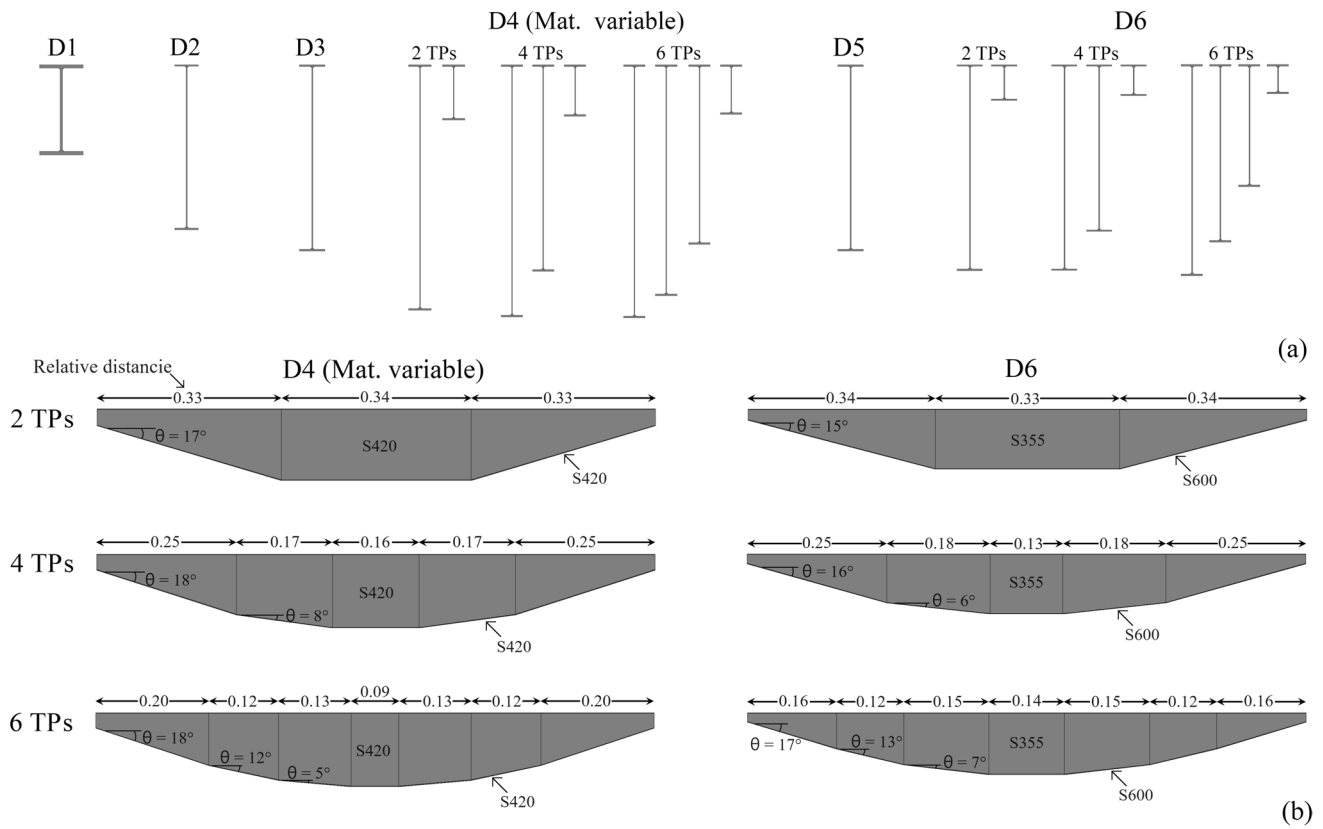 D4 (Mat. variable)
D6
D1
D2
D3
2 TPs
4 TPs
6 TPs
D5
2 TPs
4 TPs
6 TPs
(a)
Relative distancie
D4 (Mat. variable)
D6
2 TPs
0.33
0.34
0.33
θ = 17°
S420
S420
0.34
0.33
0.34
θ = 15°
S355
S600
4 TPs
0.25
0.17
0.16
0.17
0.25
θ = 18°
S420
θ = 8°
S420
0.25
0.18
0.13
0.18
0.25
θ = 16°
S355
θ = 6°
S600
6 TPs
0.20
0.12
0.13
0.09
0.13
0.12
0.20
θ = 18°
S420
θ = 12°
θ = 5°
S420
0.16
0.12
0.15
0.14
0.15
0.12
0.16
θ = 17°
θ = 13°
S355
θ = 7°
S600
(b)